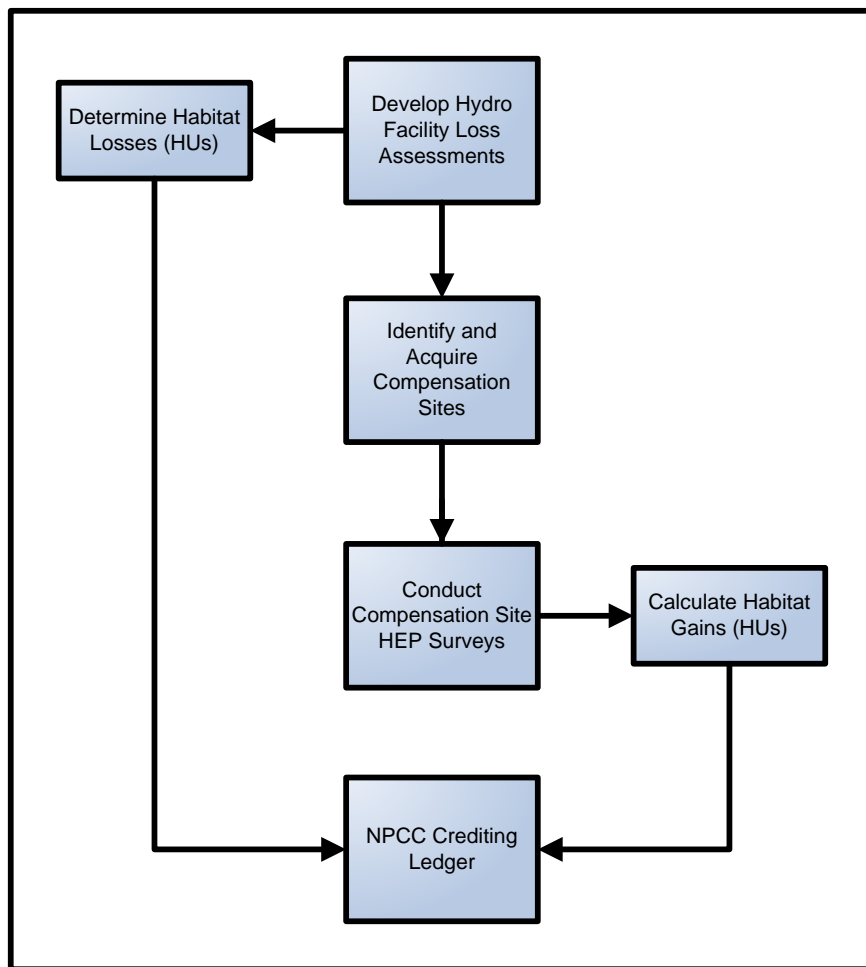 Develop Hydro
Facility Loss
Assessments
Determine Habitat
Losses (HUs)
Identify and
Acquire
Compensation
Sites
Conduct
Compensation Site
HEP Surveys
Calculate Habitat
Gains (HUs)
NPCC Crediting
Ledger